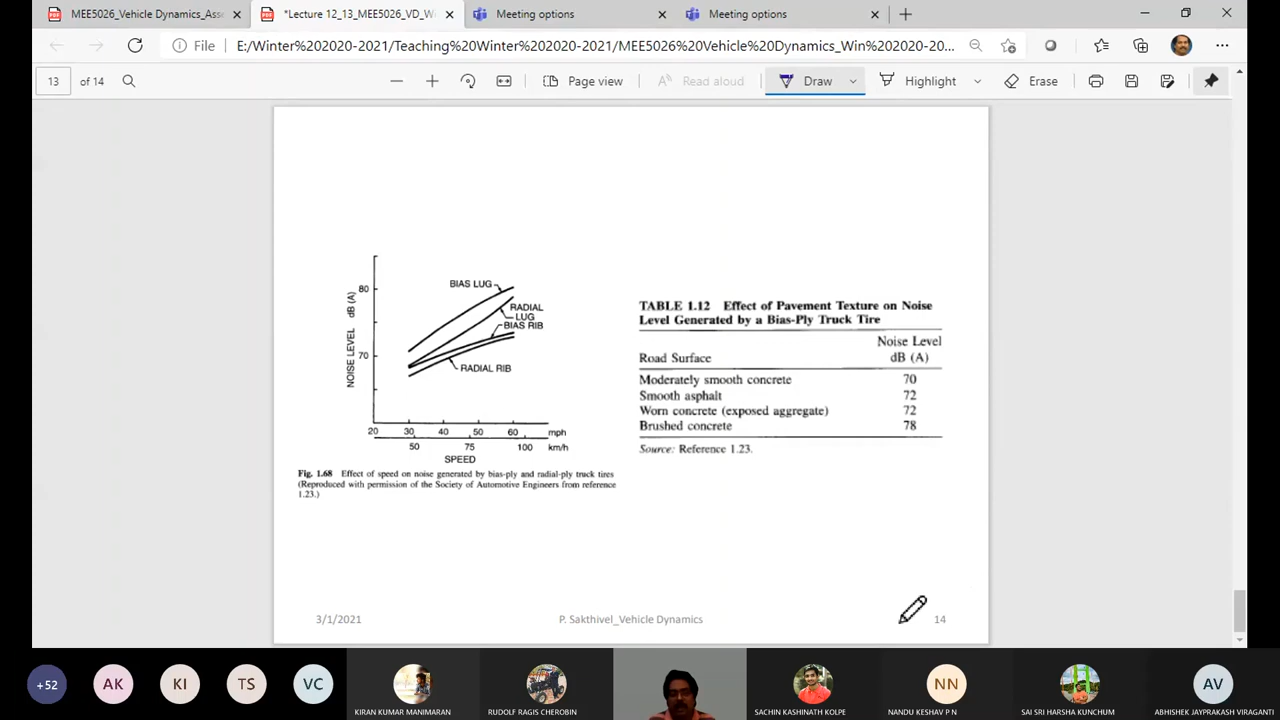 MEE5026_Vehicle Dynamics_Ass
*Lecture 12_13_MEE5026_VD_W
Meeting options
Meeting options
File
E:/Winter%202020-2021/Teaching%20Winter%202020-2021/MEE5026%20Vehicle%20Dynamics_Win%202020-20...
13 of 14
Page view
Read aloud
Draw
Highlight
Erase
NOISE LEVEL dB (A)
80
70
BIAS LUG
RADIAL
LUG
BIAS RIB
RADIAL RIB
20 30 40 50 60 mph
50 75 100 km/h
SPEED
Fig. 1.68 Effect of speed on noise generated by bias-ply and radial-ply truck tires
(Reproduced with permission of the Society of Automotive Engineers from reference
1.23.)
TABLE 1.12 Effect of Pavement Texture on Noise
Level Generated by a Bias-Ply Truck Tire
Noise Level
Road Surface dB (A)
Moderately smooth concrete 70
Smooth asphalt 72
Worn concrete (exposed aggregate) 72
Brushed concrete 78
Source: Reference 1.23.
3/1/2021
P. Sakthivel_Vehicle Dynamics
14
+52
AK
KI
TS
VC
KIRAN KUMAR MANIMARAN
RUDOLF RAGIS CHEROBIN
SACHIN KASHINATH KOLPE
NN
NANDU KESHAV P N
SAI SRI HARSHA KUNCHUM
AV
ABHISHEK JAYPRAKASH VIRAGANTI